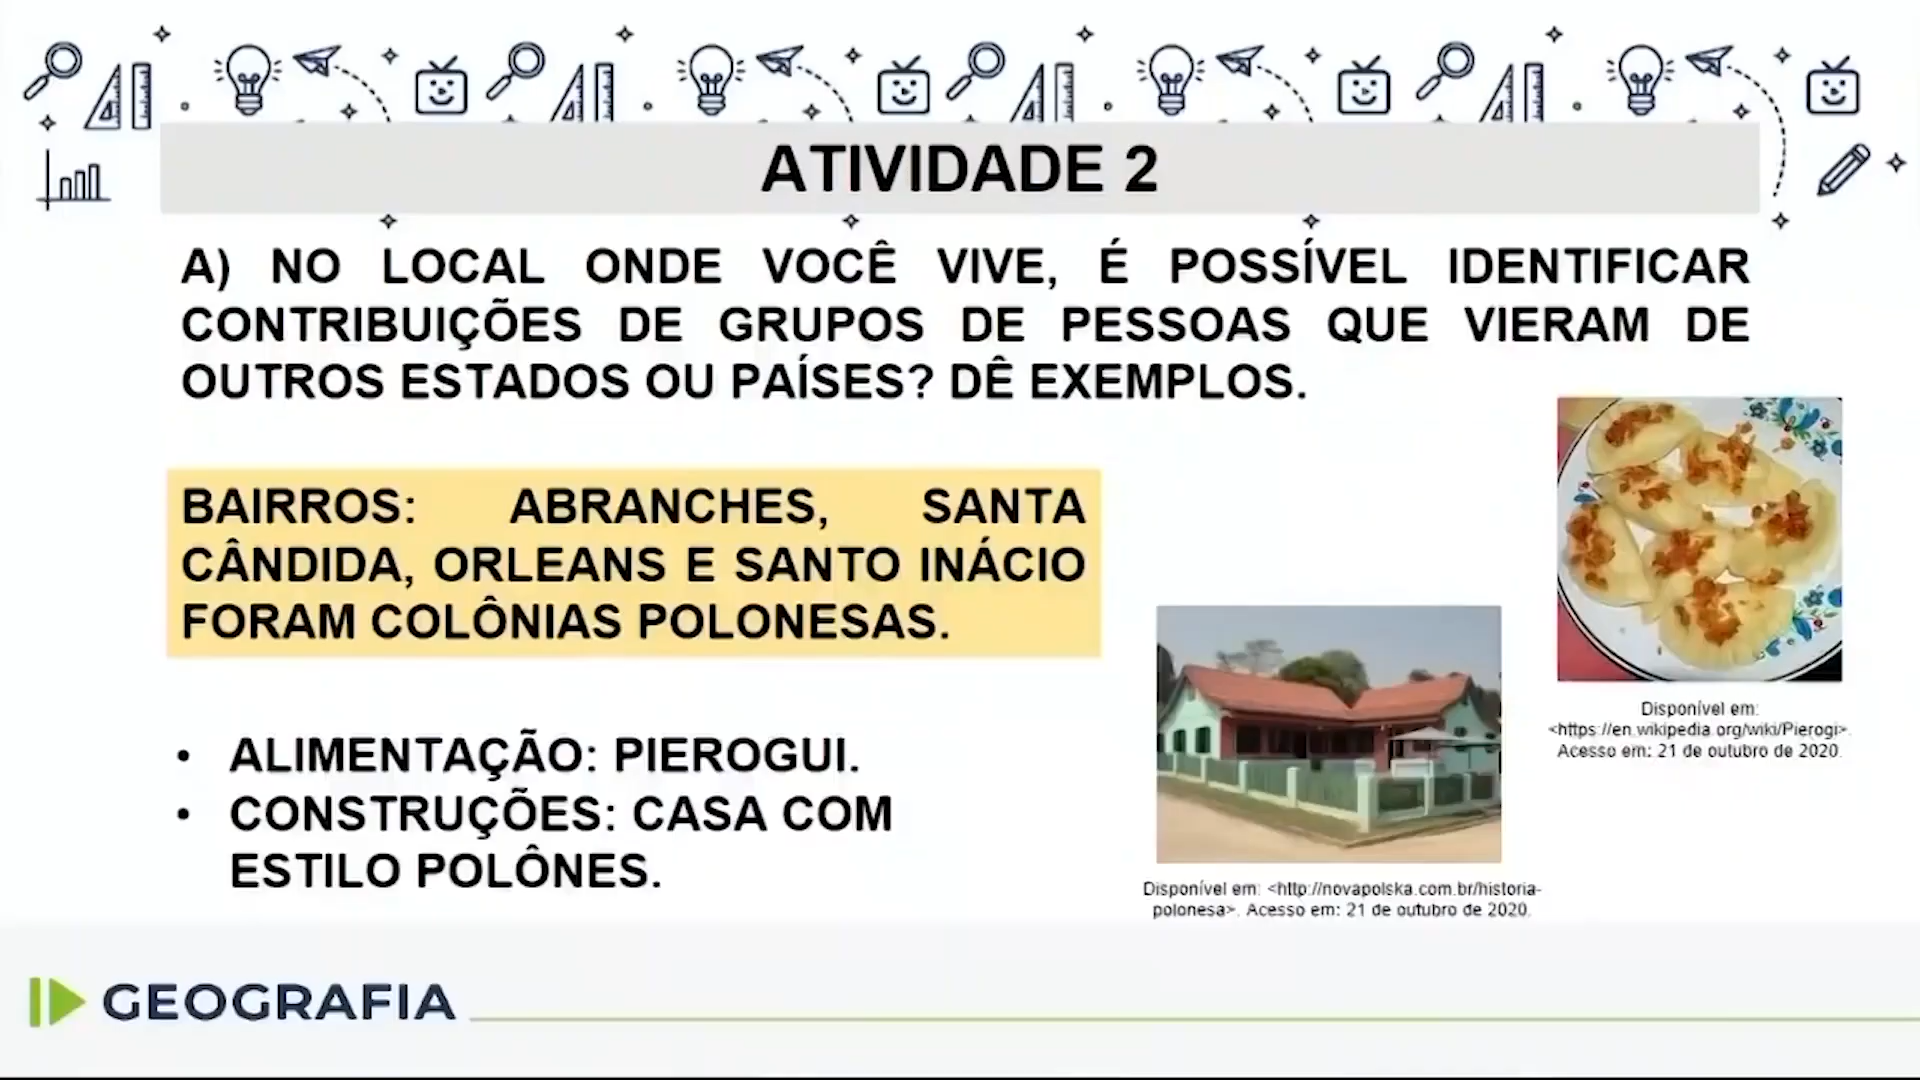 ATIVIDADE 2
A) NO LOCAL ONDE VOCÊ VIVE, É POSSÍVEL IDENTIFICAR
CONTRIBUIÇÕES DE GRUPOS DE PESSOAS QUE VIERAM DE
OUTROS ESTADOS OU PAÍSES? DÊ EXEMPLOS.
BAIRROS: ABRANCHES, SANTA
CÂNDIDA, ORLEANS E SANTO INÁCIO
FORAM COLÔNIAS POLONESAS.
• ALIMENTAÇÃO: PIEROGUI.
• CONSTRUÇÕES: CASA COM
ESTILO POLÔNES.
Disponível em:
<https://en.wikipedia.org/wiki/Pierogi>.
Acesso em: 21 de outubro de 2020.
Disponível em: <http://novapolska.com.br/historia-
polonesa>. Acesso em: 21 de outubro de 2020.
GEOGRAFIA